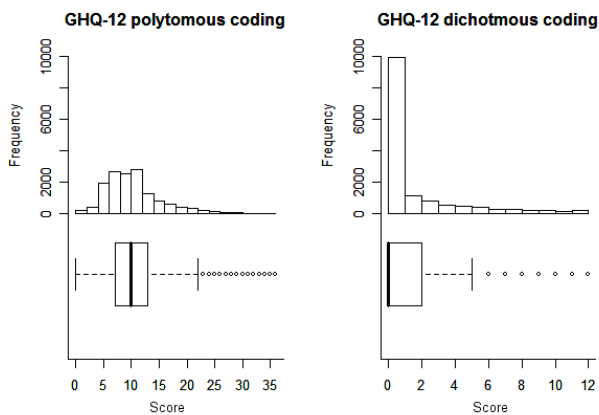 GHQ-12 polytomous coding
Frequency
0 2000 6000 10000
0 5 10 15 20 25 30 35
Score
GHQ-12 dichotmous coding
Frequency
0 2000 6000 10000
0 2 4 6 8 10 12
Score